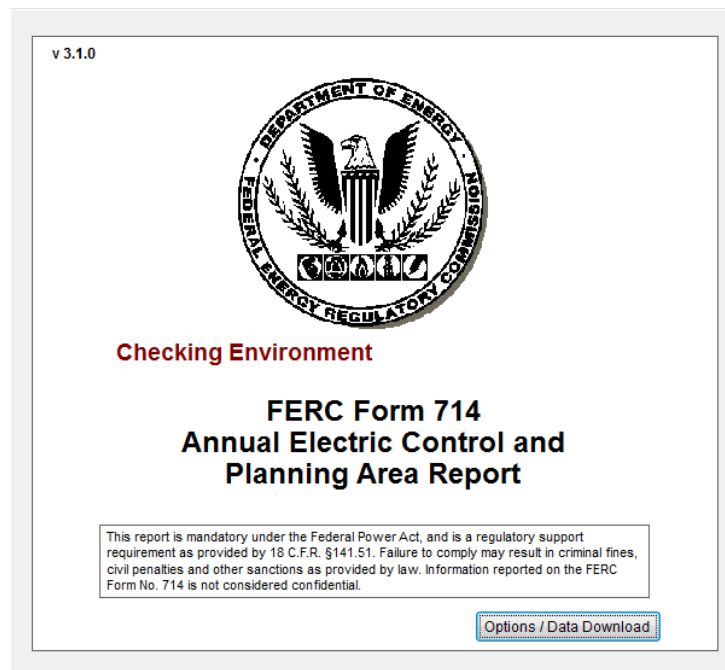 v 3.1.0
DEPARTMENT OF ENERGY
FEDERAL ENERGY REGULATORY COMMISSION
Checking Environment
FERC Form 714
Annual Electric Control and
Planning Area Report
This report is mandatory under the Federal Power Act, and is a regulatory support
requirement as provided by 18 C.F.R. §141.51. Failure to comply may result in criminal fines,
civil penalties and other sanctions as provided by law. Information reported on the FERC
Form No. 714 is not considered confidential.
Options / Data Download